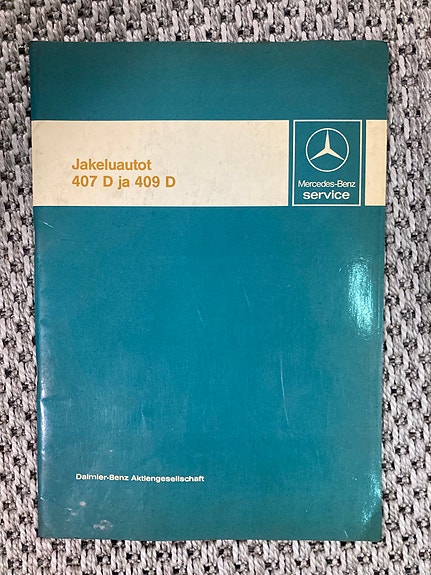 Jakeluautot
407 D ja 409 D
Mercedes-Benz
service
Daimler-Benz Aktiengesellschaft